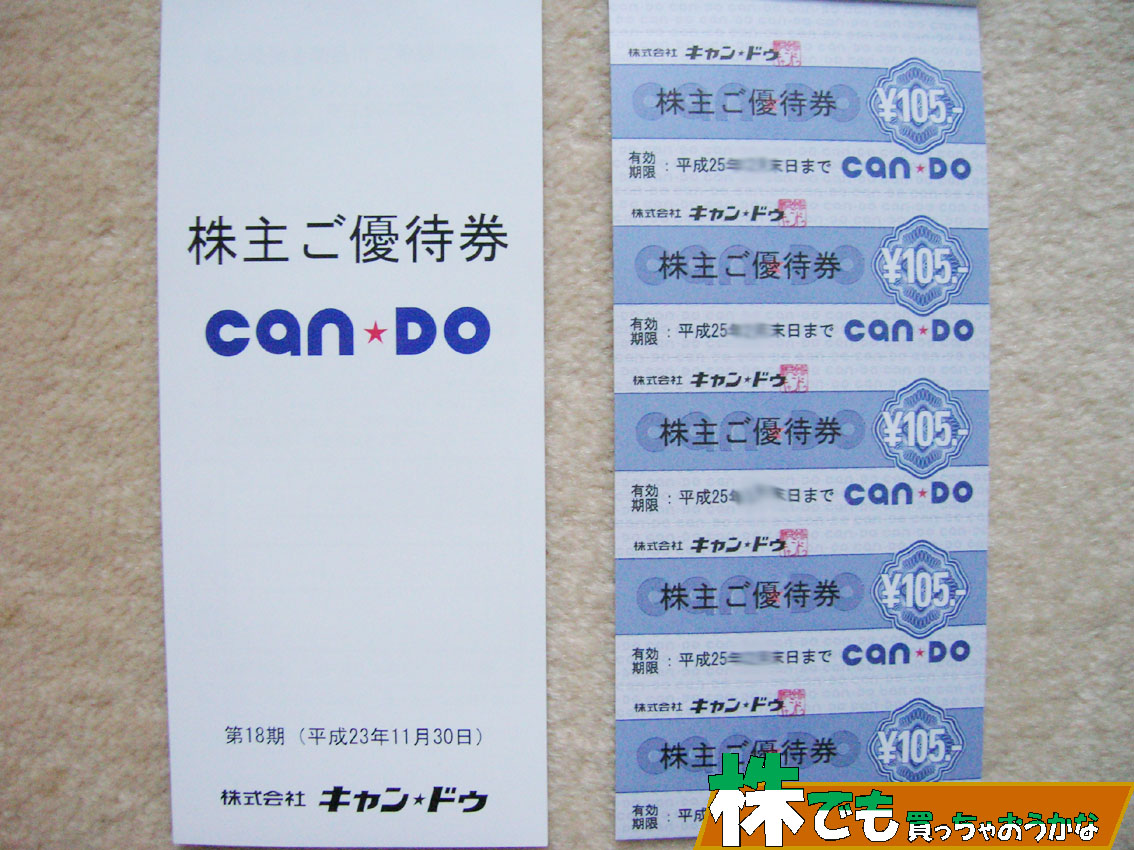 株主ご優待券
can★DO
第18期（平成23年11月30日）
株式会社 キャン★ドゥ
株式会社 キャン★ドゥ
株主ご優待券 ¥105.-
有効期限：平成25年 末日まで can★DO
株式会社 キャン★ドゥ
株主ご優待券 ¥105.-
有効期限：平成25年 末日まで can★DO
株式会社 キャン★ドゥ
株主ご優待券 ¥105.-
有効期限：平成25年 末日まで can★DO
株式会社 キャン★ドゥ
株主ご優待券 ¥105.-
有効期限：平成25年 末日まで can★DO
株式会社 キャン★ドゥ
株主ご優待券 ¥105.-
有効期限：平成
株でも買っちゃおうかな